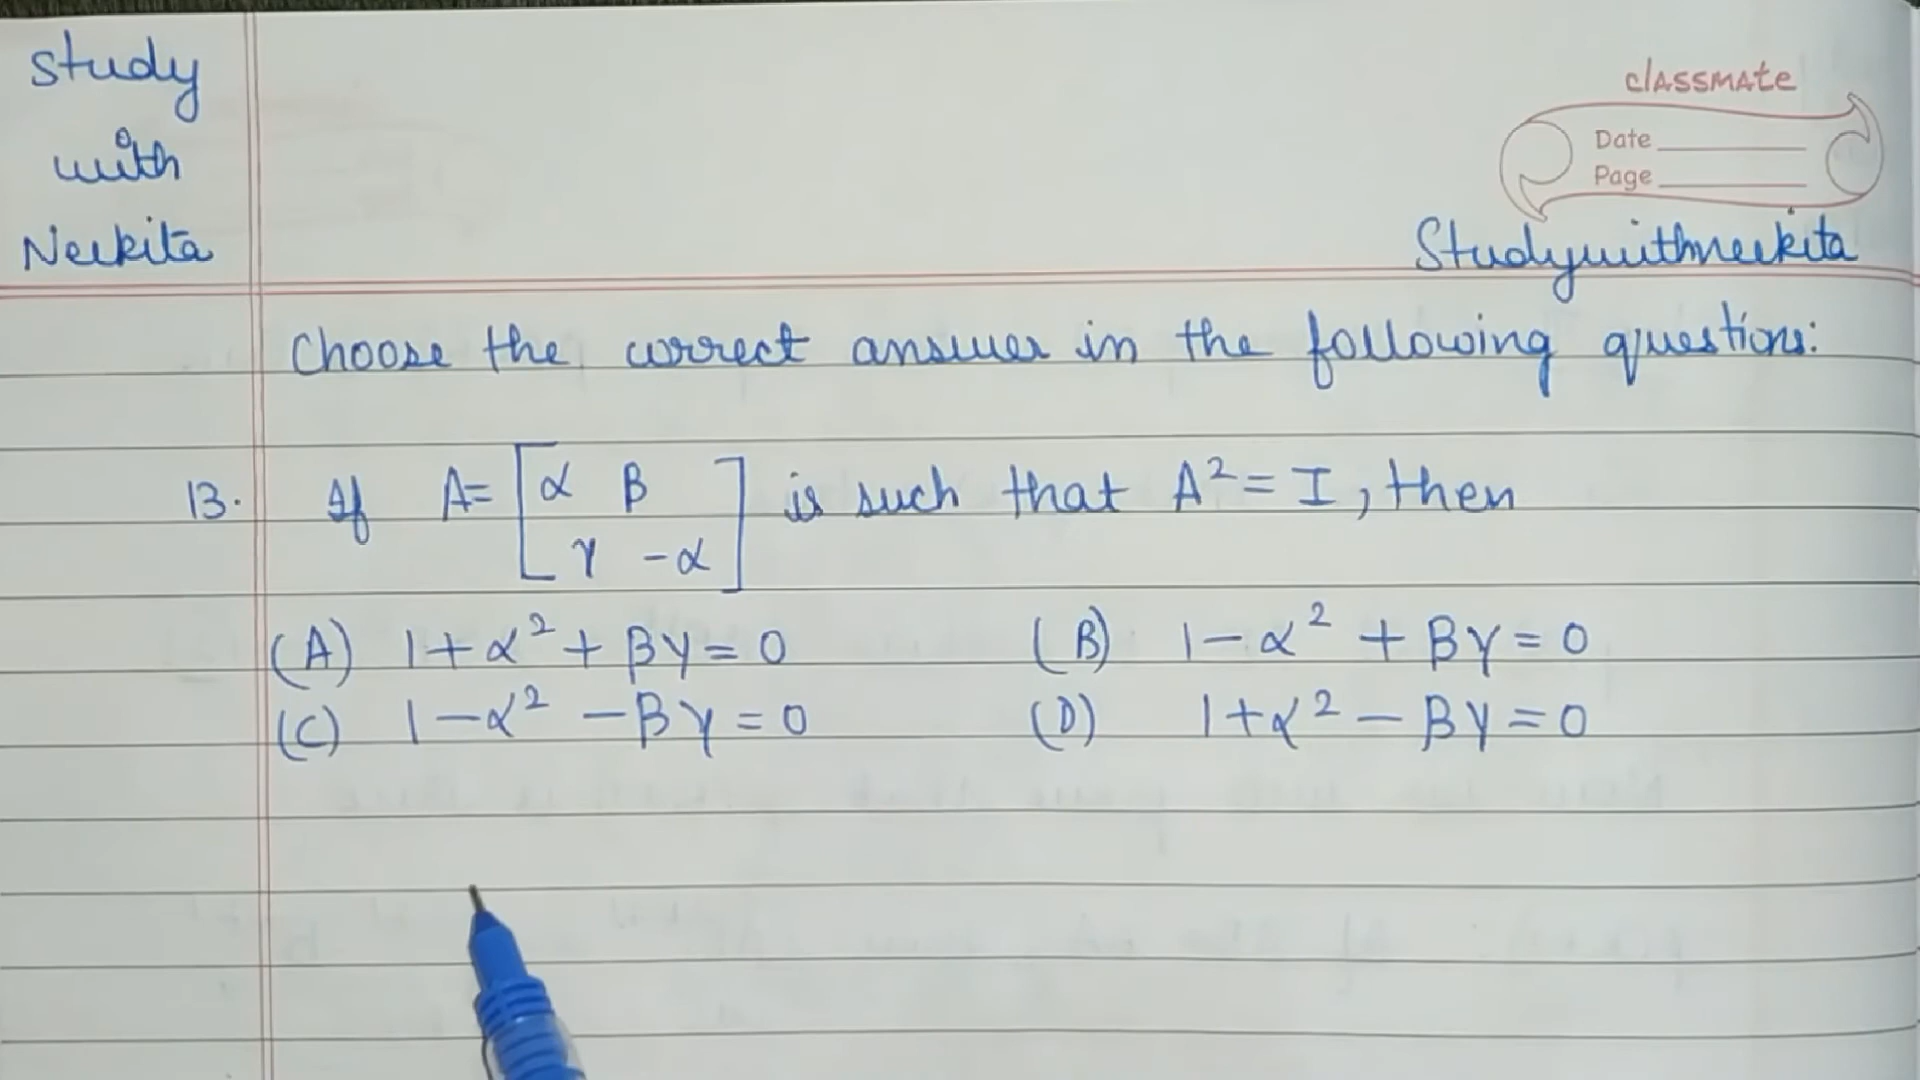 Study
with
Neekita
classmate
Date
Page
Studywithneekita
Choose the correct answer in the following questions:
13. If A= [α β
γ -α] is such that A² = I, then
(A) 1+α² + βγ = 0 (B) 1-α² + βγ = 0
(C) 1-α² - βγ = 0 (D) 1+α² - βγ = 0